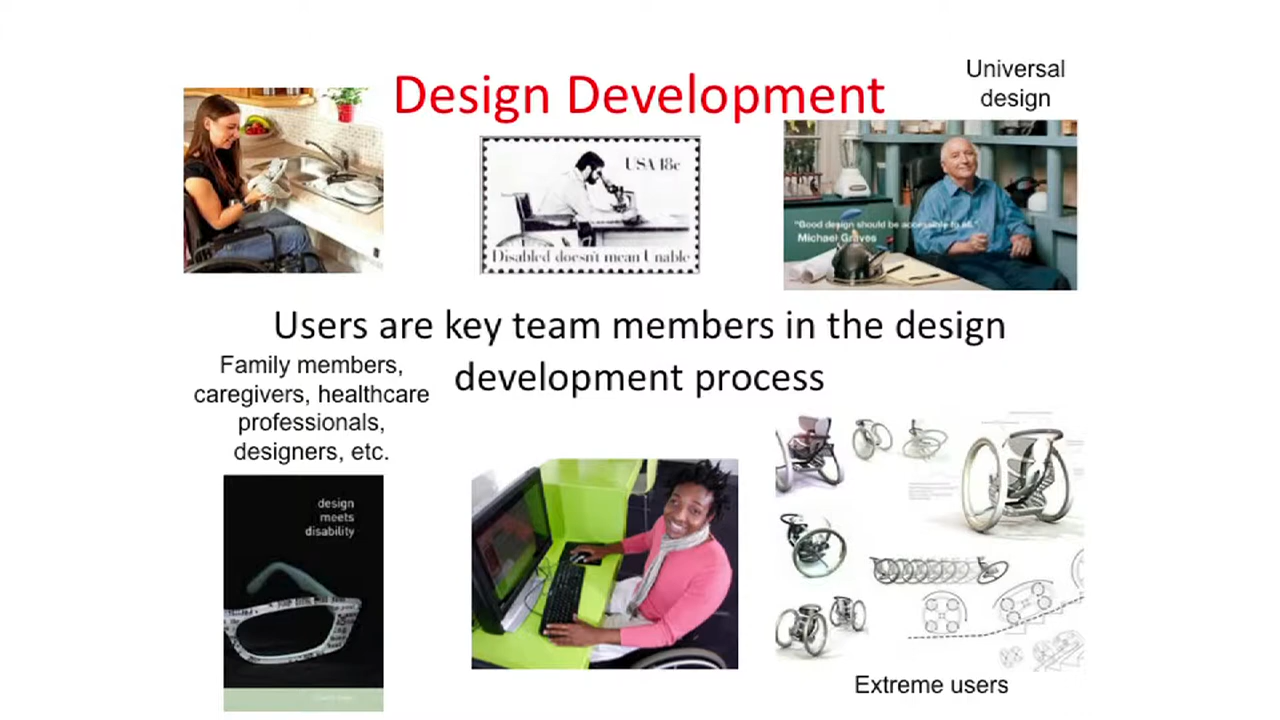 Universal
design
Design Development
USA 18c
Disabled doesn't mean Unable
"Good design should be accessible to all."
Michael Graves
Users are key team members in the design
development process
Family members,
caregivers, healthcare
professionals,
designers, etc.
design
meets
disability
Extreme users